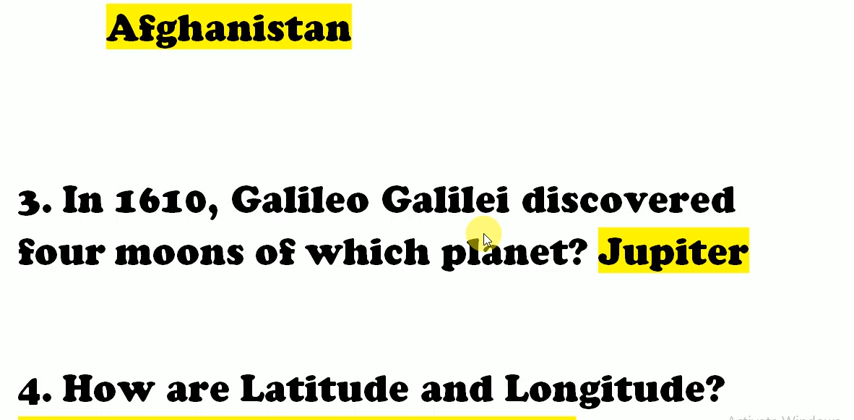 Afghanistan
3. In 1610, Galileo Galilei discovered
four moons of which planet? Jupiter
4. How are Latitude and Longitude?